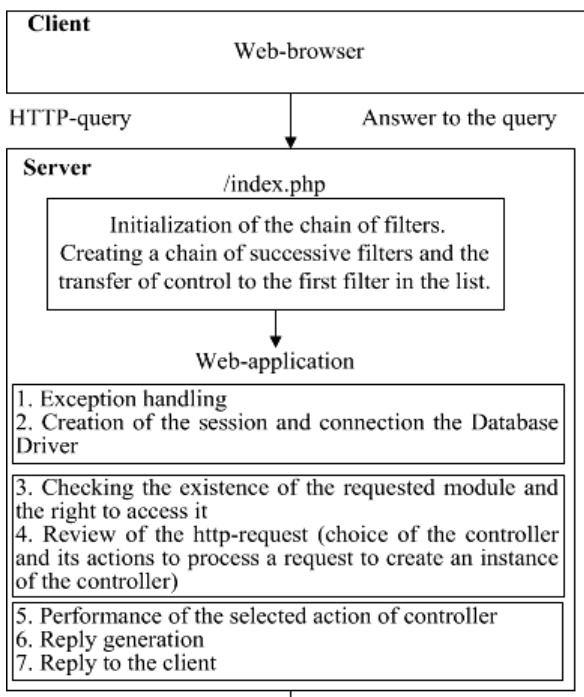 Client
Web-browser
HTTP-query
Answer to the query
Server
/index.php
Initialization of the chain of filters.
Creating a chain of successive filters and the
transfer of control to the first filter in the list.
Web-application
1. Exception handling
2. Creation of the session and connection the Database
Driver
3. Checking the existence of the requested module and
the right to access it
4. Review of the http-request (choice of the controller
and its actions to process a request to create an instance
of the controller)
5. Performance of the selected action of controller
6. Reply generation
7. Reply to the client